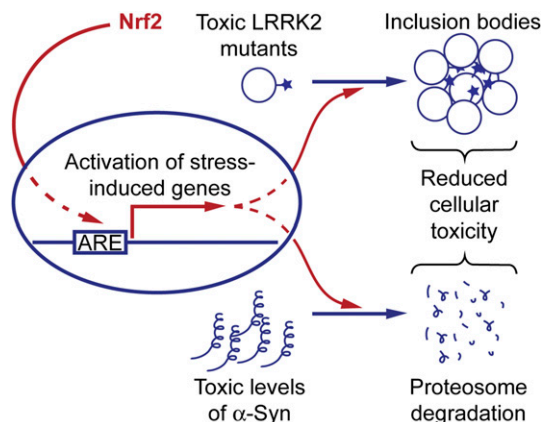 Nrf2
Toxic LRRK2
mutants
Inclusion bodies
Activation of stress-
induced genes
ARE
Reduced
cellular
toxicity
Toxic levels
of α-Syn
Proteosome
degradation